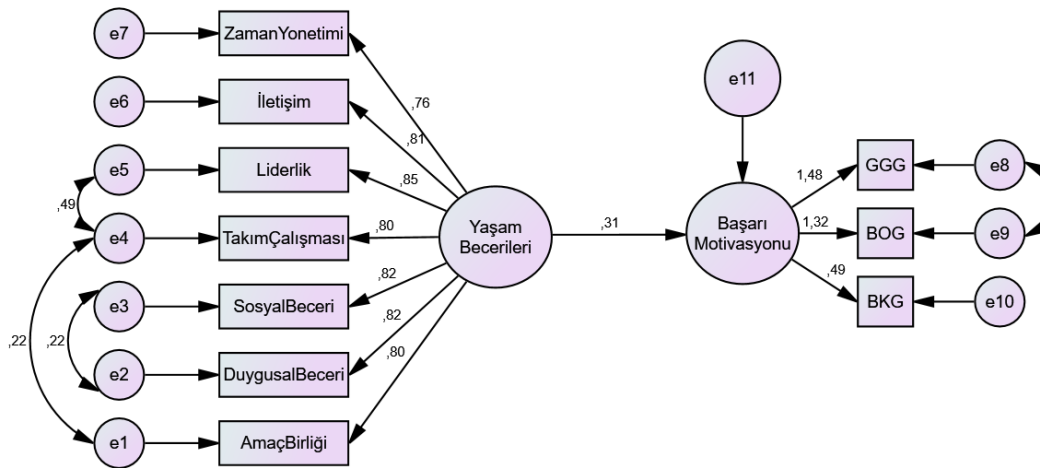 e7
ZamanYonetimi
,76
e6
İletişim
,81
e5
Liderlik
,85
,49
e4
TakımÇalışması
,80
e3
SosyalBeceri
,82
,22
,22
e2
DuygusalBeceri
,82
e1
AmaçBirliği
,80
Yaşam
Becerileri
,31
e11
Başarı
Motivasyonu
1,48
GGG
e8
1,32
BOG
e9
,49
BKG
e10